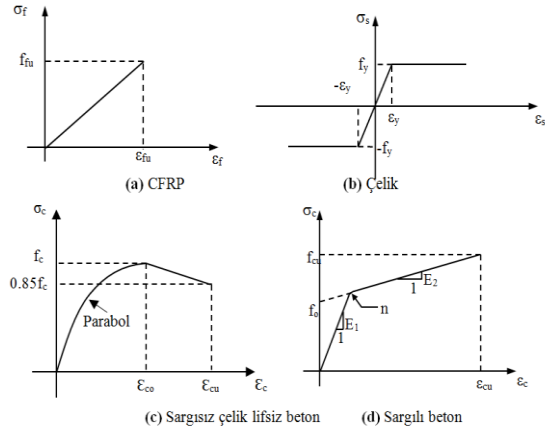 σf
ffu
εfu
εf
(a) CFRP
σs
fy
-εy
εy
εs
-fy
(b) Çelik
σc
fc
0.85fc
Parabol
εco
εcu
εc
(c) Sargısız çelik lifsiz beton
σc
fcu
fo
E1
1
n
E2
1
εcu
εc
(d) Sargılı beton